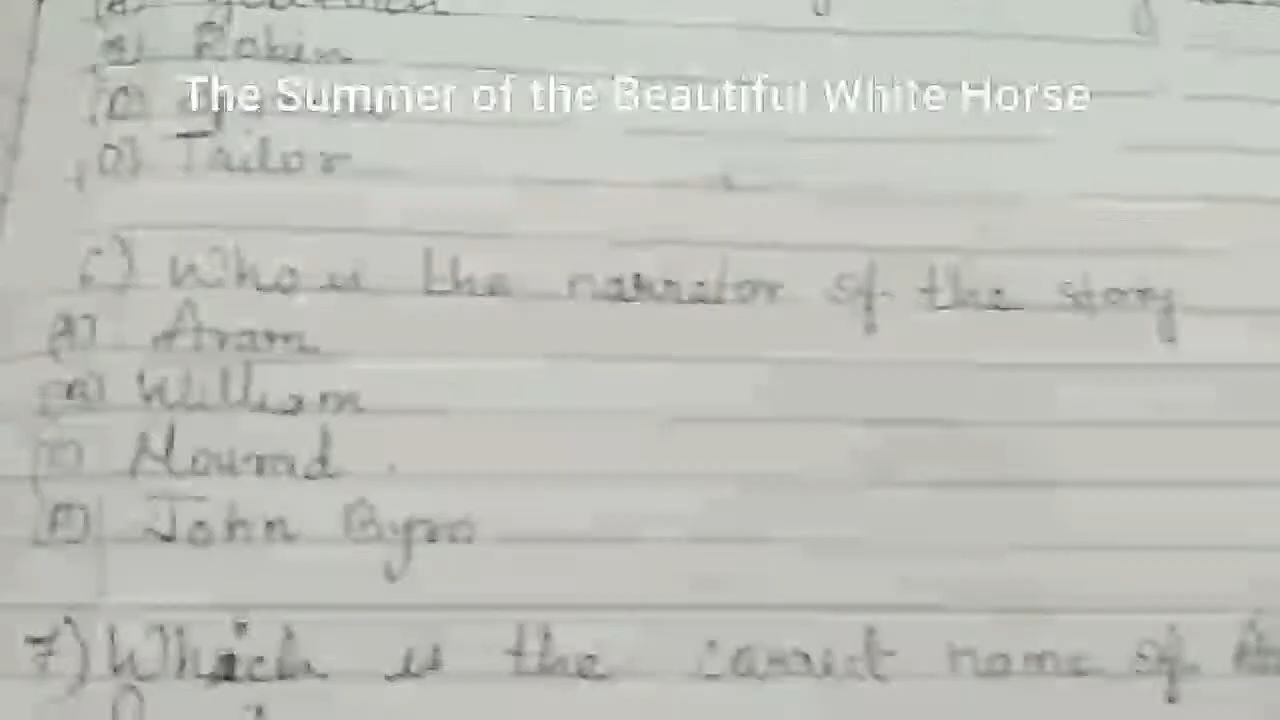 B) Robin
The Summer of the Beautiful White Horse
D) Tailor
6) Who is the narrator of the story
A) Aram
B) William
C) Mourad
D) John Byro
7) Which is the correct name of